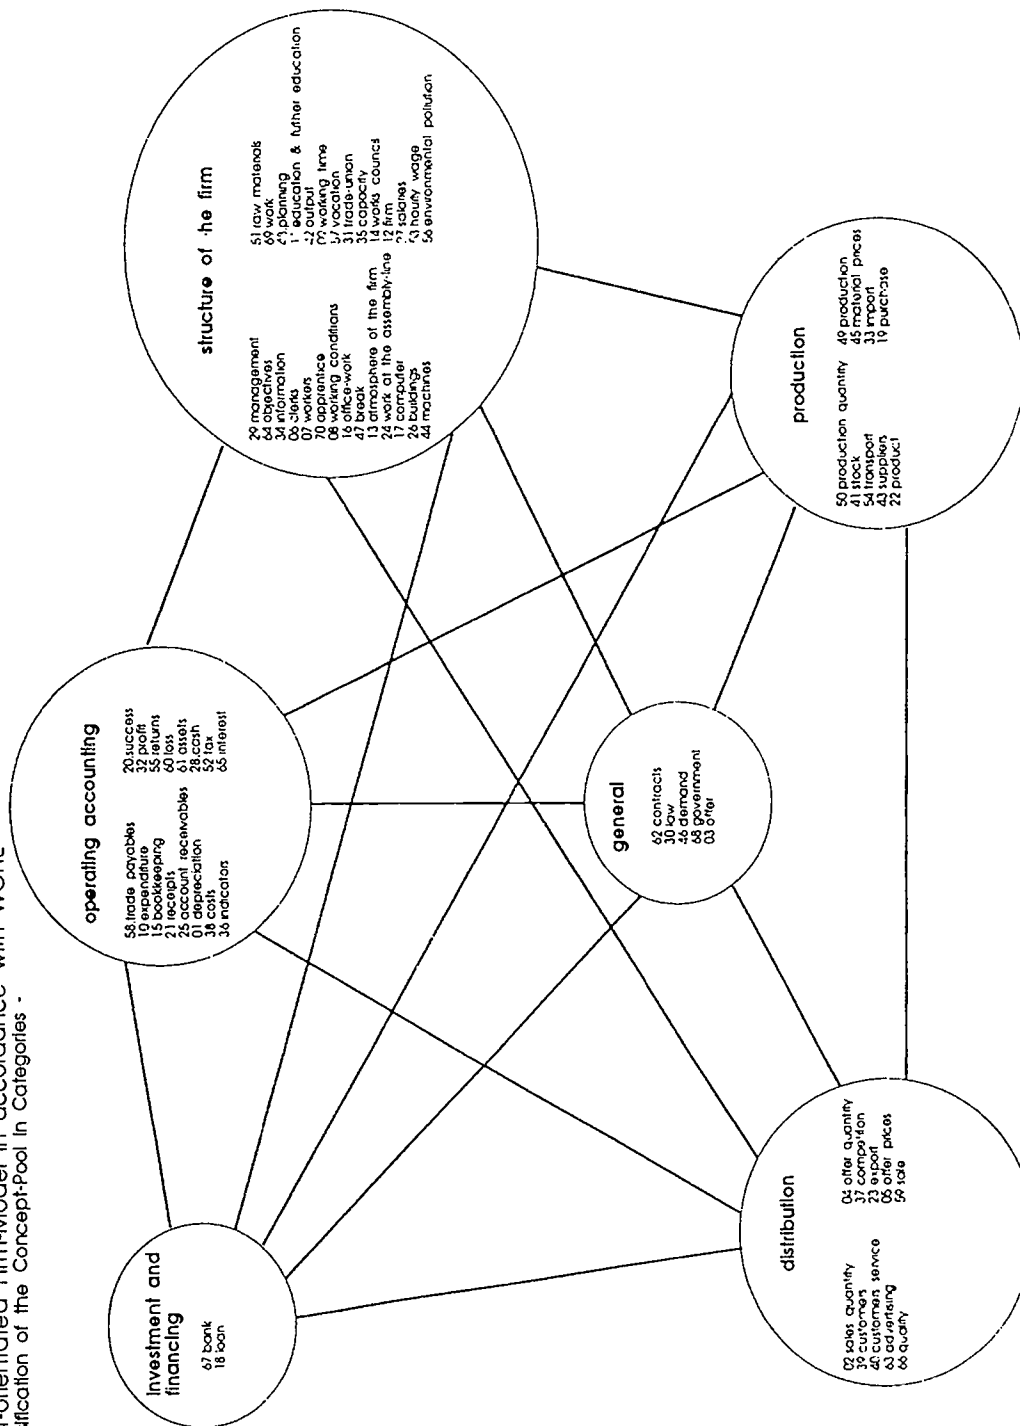 -orientated Firm-Model in accordance with WORE
ification of the Concept-Pool in Categories -
investment and
financing
67 bank
18 loan
operating accounting
58.trade payables
10 expenditure
15 bookkeeping
21 receipts
25 account receivables
01 depreciation
38 costs
36 indicators
20.success
32 profit
55 returns
60 loss
61 assets
28.cash
52 tax
65 interest
structure of the firm
29 management
64 objectives
34 information
06 clerks
07 workers
70 apprentice
08 working conditions
16 office-work
47 break
13 atmosphere of the firm
24 work at the assembly-line
17 computer
26 buildings
44 machines
51 raw materials
69 work
planning
education & futher education
output
working time
vocation
31 trade-union
35 capacity
14 works councs
12 firm
salaries
hourly wage
56 environmental pollution
general
62 contracts
30 law
46 demand
68 government
03 offer
distribution
02 sales quantity
39 customers
40 customers service
63 advertising
66 quality
04 offer quantity
37 competition
23 export
05 offer prices
59 sale
production
50 production quantity
41 stock
54 transport
43 suppliers
22 product
49 production
45 material prices
33 import
19 purchase